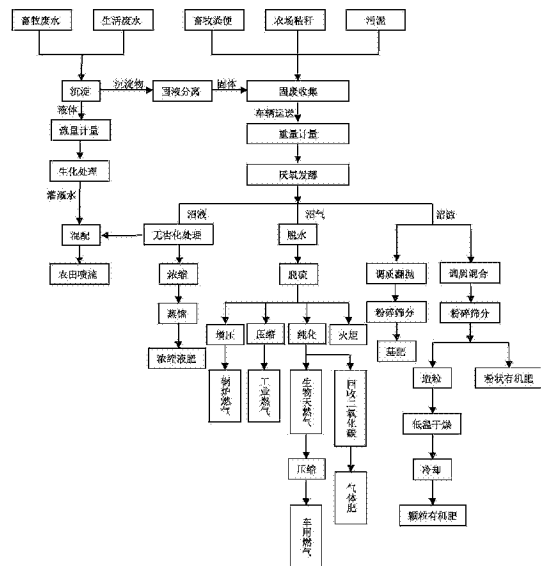 畜牧废水
生活废水
畜牧粪便
农场秸秆
污泥
沉淀
沉淀物
固液分离
固体
固废收集
液体
车辆运送
流量计量
重量计量
生化处理
厌氧发酵
灌溉水
沼液
沼气
沼渣
混配
无害化处理
脱水
农田喷洒
浓缩
脱硫
调质翻抛
调质混合
蒸馏
粉碎筛分
粉碎筛分
增压
压缩
纯化
火炬
浓缩液肥
基肥
锅炉燃气
工业燃气
生物天然气
回收二氧化碳
造粒
粉状有机肥
低温干燥
压缩
冷却
气体肥
车用燃气
颗粒有机肥